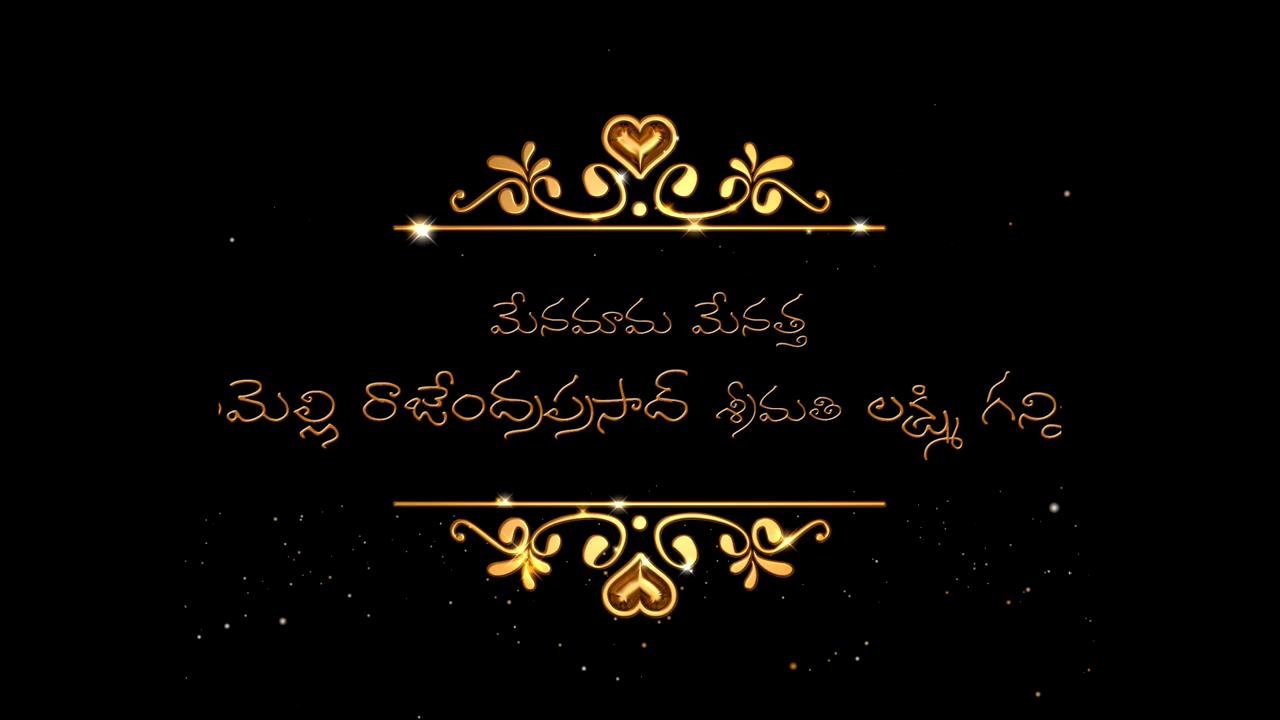 మేనమామ మేనత్త
మెల్లి రాజేంద్రప్రసాద్ శ్రీమతి లక్ష్మి